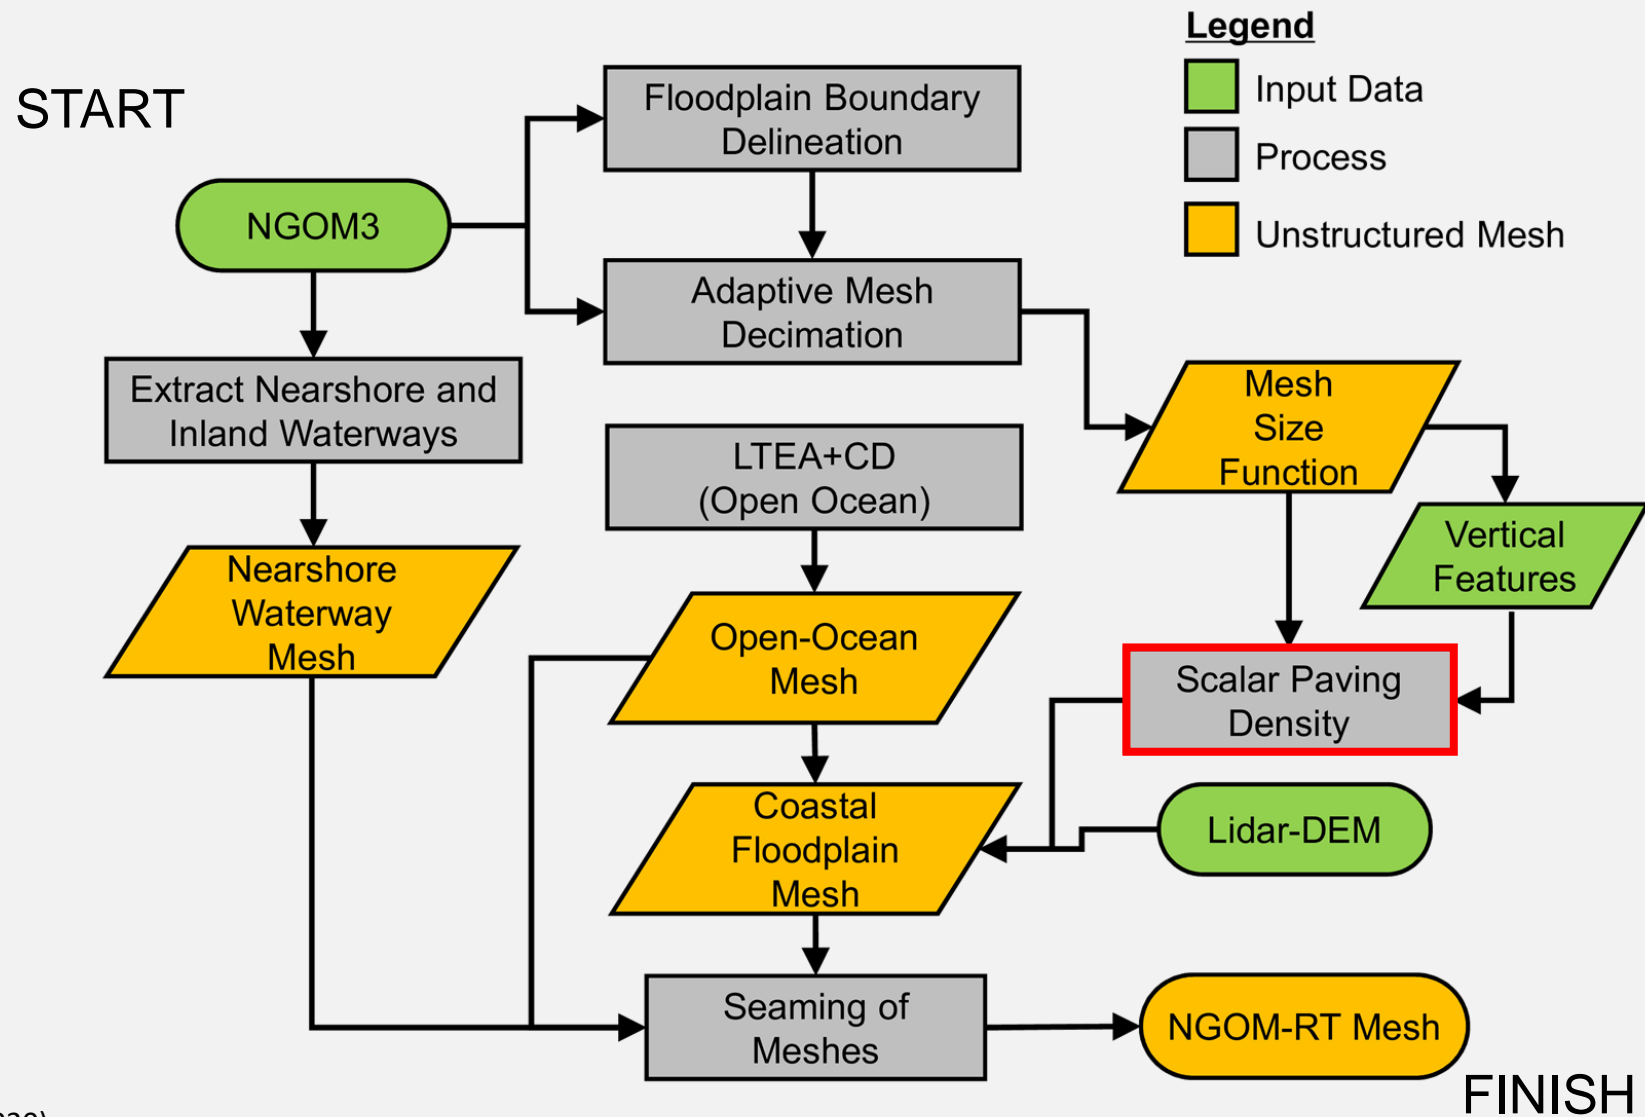 Legend
Input Data
Process
Unstructured Mesh
START
Floodplain Boundary
Delineation
NGOM3
Adaptive Mesh
Decimation
Extract Nearshore and
Inland Waterways
Mesh
Size
Function
LTEA+CD
(Open Ocean)
Vertical
Features
Nearshore
Waterway
Mesh
Open-Ocean
Mesh
Scalar Paving
Density
Coastal
Floodplain
Mesh
Lidar-DEM
Seaming of
Meshes
NGOM-RT Mesh
FINISH